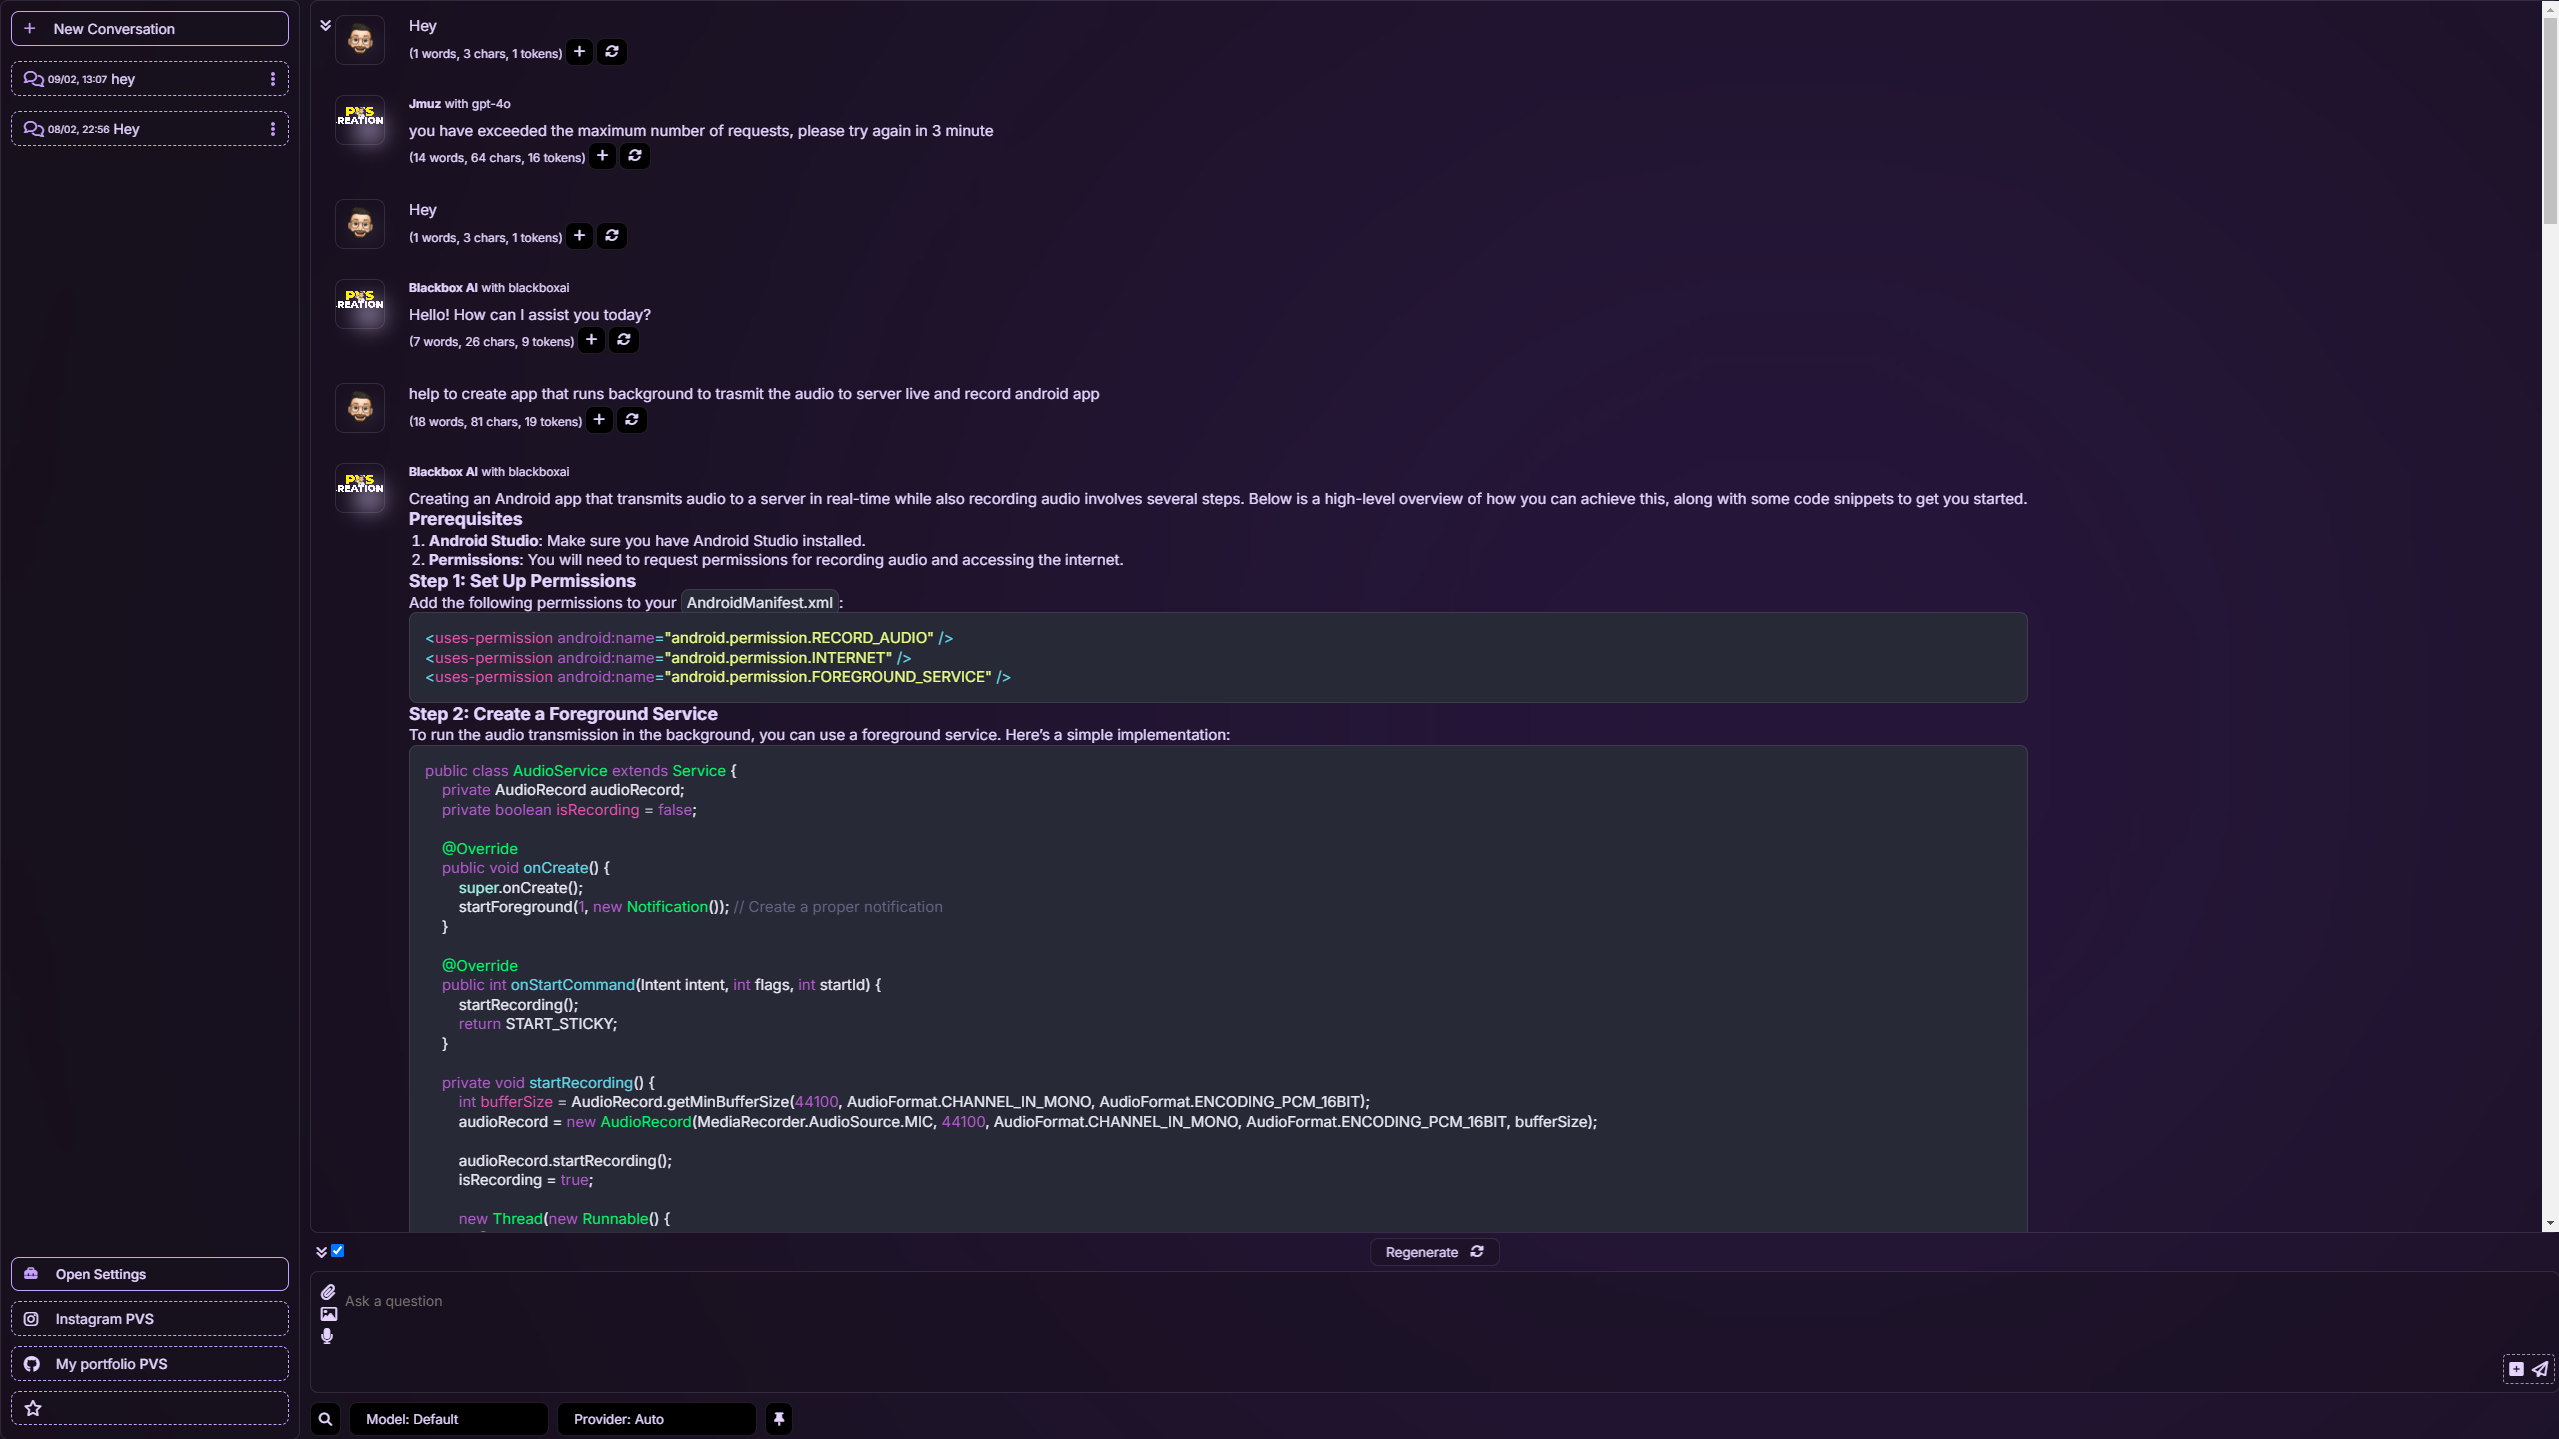 New Conversation
09/02, 13:07 hey
08/02, 22:56 Hey
Hey
(1 words, 3 chars, 1 tokens)
Jmuz with gpt-4o
you have exceeded the maximum number of requests, please try again in 3 minute
(14 words, 64 chars, 16 tokens)
Hey
(1 words, 3 chars, 1 tokens)
Blackbox AI with blackboxai
Hello! How can I assist you today?
(7 words, 26 chars, 9 tokens)
help to create app that runs background to trasmit the audio to server live and record android app
(18 words, 81 chars, 19 tokens)
Blackbox AI with blackboxai
Creating an Android app that transmits audio to a server in real-time while also recording audio involves several steps. Below is a high-level overview of how you can achieve this, along with some code snippets to get you started.
Prerequisites
1. Android Studio: Make sure you have Android Studio installed.
2. Permissions: You will need to request permissions for recording audio and accessing the internet.
Step 1: Set Up Permissions
Add the following permissions to your AndroidManifest.xml:
<uses-permission android:name="android.permission.RECORD_AUDIO" />
<uses-permission android:name="android.permission.INTERNET" />
<uses-permission android:name="android.permission.FOREGROUND_SERVICE" />
Step 2: Create a Foreground Service
To run the audio transmission in the background, you can use a foreground service. Here's a simple implementation:
public class AudioService extends Service {
private AudioRecord audioRecord;
private boolean isRecording = false;
@Override
public void onCreate() {
super.onCreate();
startForeground(1, new Notification()); // Create a proper notification
}
@Override
public int onStartCommand(Intent intent, int flags, int startId) {
startRecording();
return START_STICKY;
}
private void startRecording() {
int bufferSize = AudioRecord.getMinBufferSize(44100, AudioFormat.CHANNEL_IN_MONO, AudioFormat.ENCODING_PCM_16BIT);
audioRecord = new AudioRecord(MediaRecorder.AudioSource.MIC, 44100, AudioFormat.CHANNEL_IN_MONO, AudioFormat.ENCODING_PCM_16BIT, bufferSize);
audioRecord.startRecording();
isRecording = true;
new Thread(new Runnable() {
Regenerate
Ask a question
Open Settings
Instagram PVS
My portfolio PVS
Model: Default
Provider: Auto